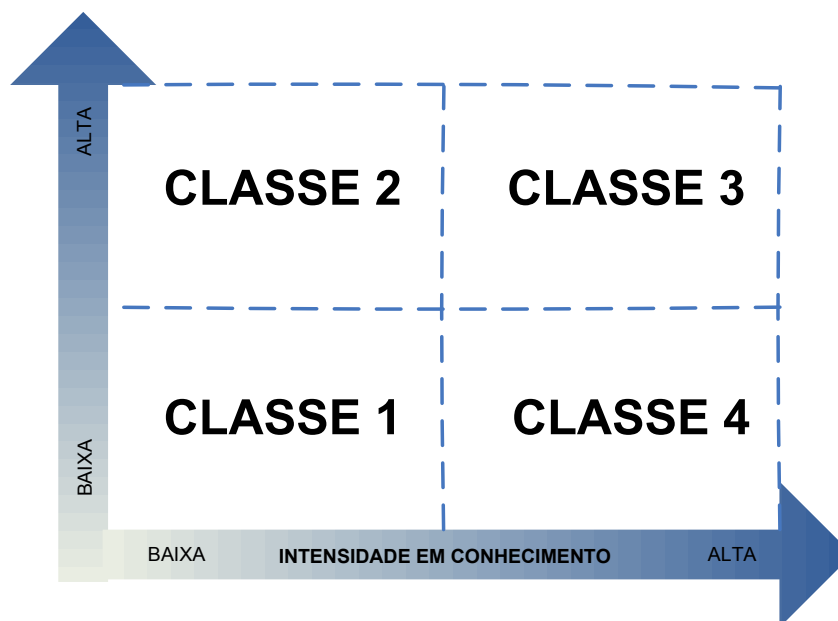 ALTA
CLASSE 2
CLASSE 3
CLASSE 1
CLASSE 4
BAIXA
BAIXA
INTENSIDADE EM CONHECIMENTO
ALTA